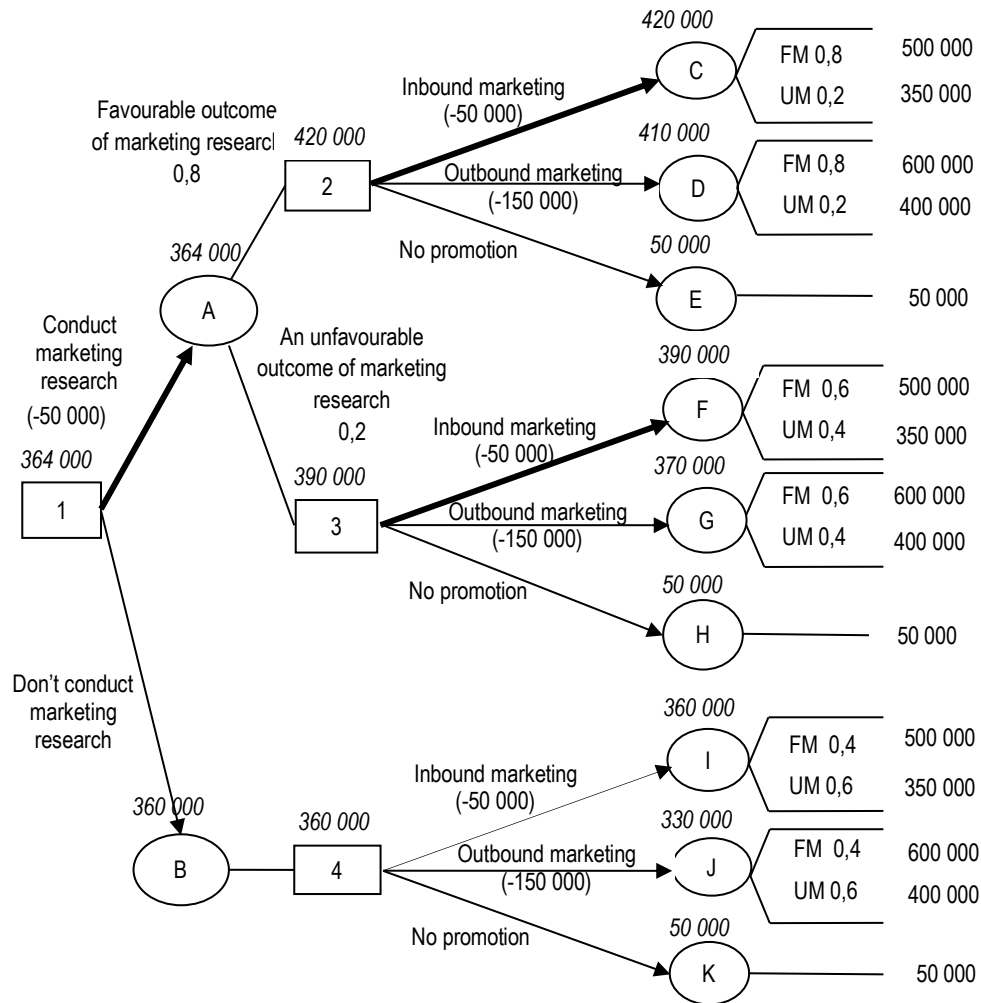 420 000
C
FM 0,8
500 000
UM 0,2
350 000
Inbound marketing
(-50 000)
Favourable outcome
of marketing researc
0,8
420 000
2
410 000
Outbound marketing
(-150 000)
D
FM 0,8
600 000
UM 0,2
400 000
No promotion
50 000
E
50 000
364 000
A
Conduct
marketing
research
(-50 000)
364 000
1
An unfavourable
outcome of marketing
research
0,2
390 000
3
390 000
Inbound marketing
(-50 000)
F
FM 0,6
500 000
UM 0,4
350 000
370 000
Outbound marketing
(-150 000)
G
FM 0,6
600 000
UM 0,4
400 000
No promotion
50 000
H
50 000
Don't conduct
marketing
research
360 000
B
360 000
4
360 000
Inbound marketing
(-50 000)
I
FM 0,4
500 000
UM 0,6
350 000
330 000
Outbound marketing
(-150 000)
J
FM 0,4
600 000
UM 0,6
400 000
No promotion
50 000
K
50 000